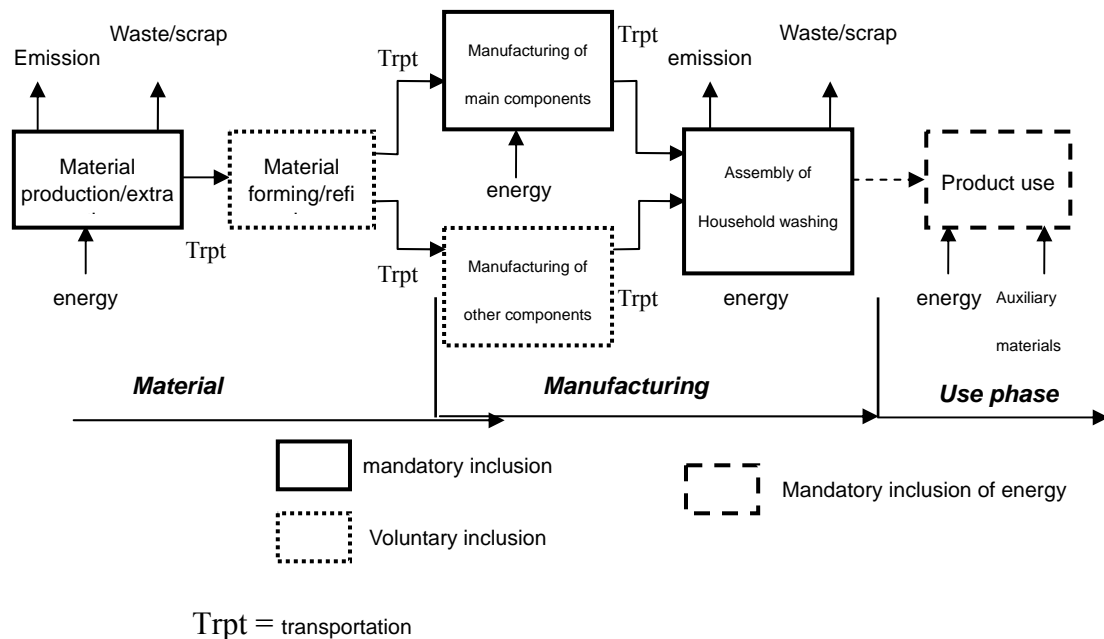 Waste/scrap
Emission
Trpt
Manufacturing of
main components
Trpt
Waste/scrap
emission
Material
production/extra
Material
forming/refi
energy
Assembly of
Household washing
Product use
Trpt
energy
Trpt
Manufacturing of
other components
Trpt
energy
energy
Auxiliary
materials
Material
Manufacturing
Use phase
mandatory inclusion
Mandatory inclusion of energy
Voluntary inclusion
Trpt = transportation